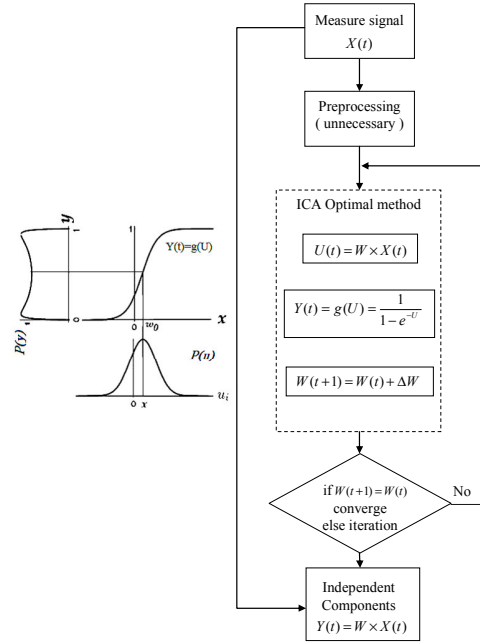 Measure signal
X(t)
Preprocessing
( unnecessary )
ICA Optimal method
U(t) = W × X(t)
Y(t) = g(U) = 1 / 1 − e^-U
W(t+1) = W(t) + ΔW
if W(t+1) = W(t)
converge
else iteration
No
Independent
Components
Y(t) = W × X(t)
y
1
1
Y(t)=g(U)
0
0 w0
x
1
P(y)
P(u)
0 x
u_i